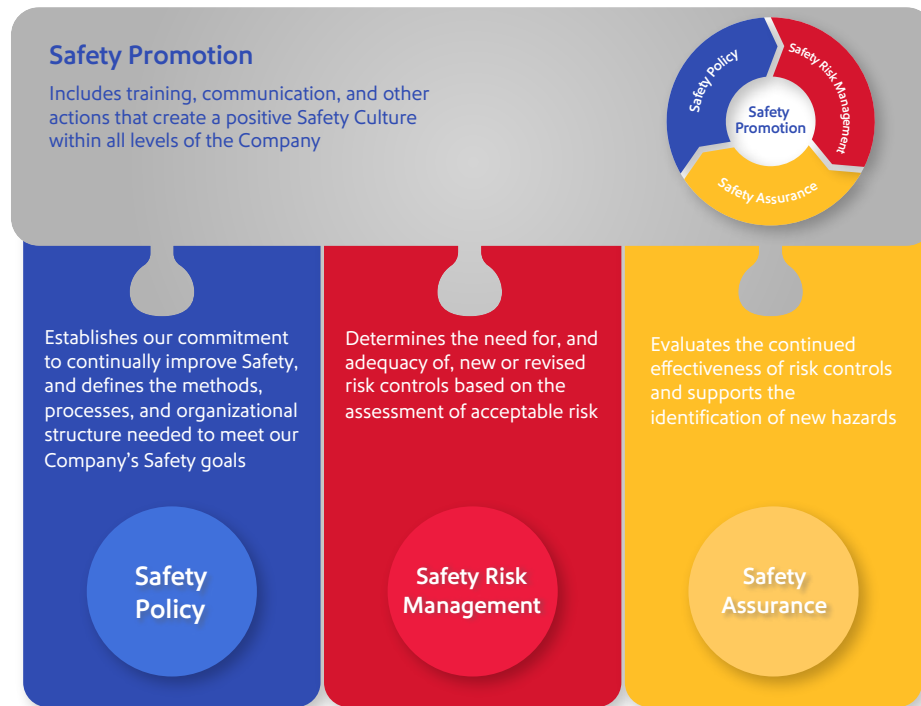 Safety Promotion
Includes training, communication, and other
actions that create a positive Safety Culture
within all levels of the Company
Safety Policy
Safety Risk Management
Safety
Promotion
Safety Assurance
Establishes our commitment
to continually improve Safety,
and defines the methods,
processes, and organizational
structure needed to meet our
Company’s Safety goals
Safety
Policy
Determines the need for, and
adequacy of, new or revised
risk controls based on the
assessment of acceptable risk
Safety Risk
Management
Evaluates the continued
effectiveness of risk controls
and supports the
identification of new hazards
Safety
Assurance